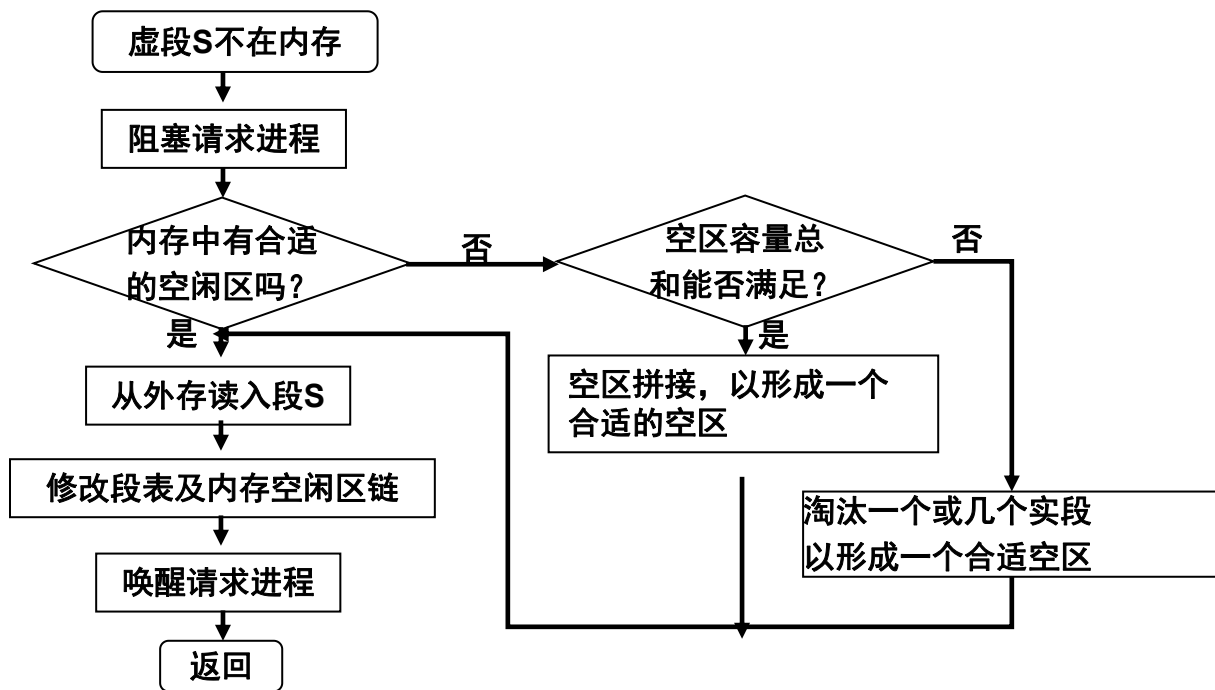 虚段S不在内存
阻塞请求进程
内存中有合适
的空闲区吗?
否
空区容量总
和能否满足?
否
是
是
从外存读入段S
空区拼接，以形成一个
合适的空区
修改段表及内存空闲区链
淘汰一个或几个实段
以形成一个合适空区
唤醒请求进程
返回